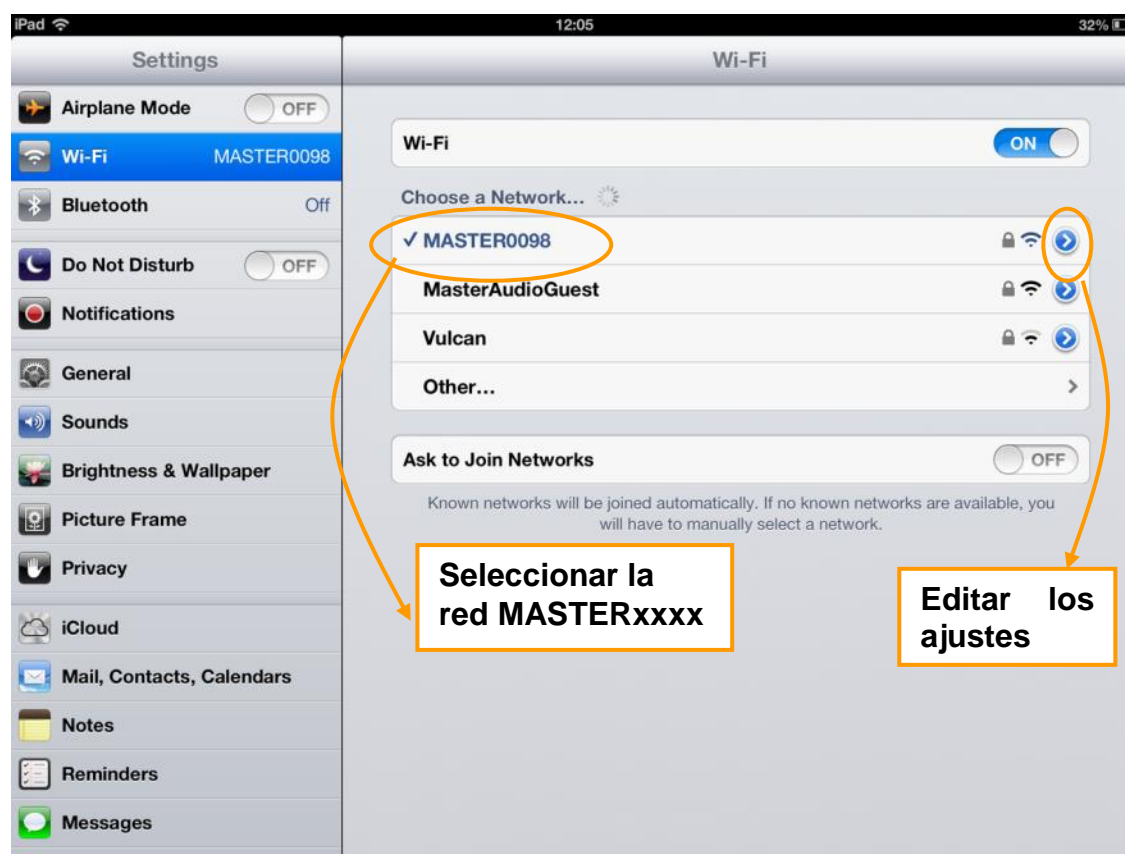 iPad 12:05 32%
Settings
Airplane Mode OFF
Wi-Fi MASTER0098
Bluetooth Off
Do Not Disturb OFF
Notifications
General
Sounds
Brightness & Wallpaper
Picture Frame
Privacy
iCloud
Mail, Contacts, Calendars
Notes
Reminders
Messages
Wi-Fi
Wi-Fi ON
Choose a Network...
✓ MASTER0098
MasterAudioGuest
Vulcan
Other...
Ask to Join Networks OFF
Known networks will be joined automatically. If no known networks are available, you
will have to manually select a network.
Seleccionar la
red MASTERxxxx
Editar los
ajustes